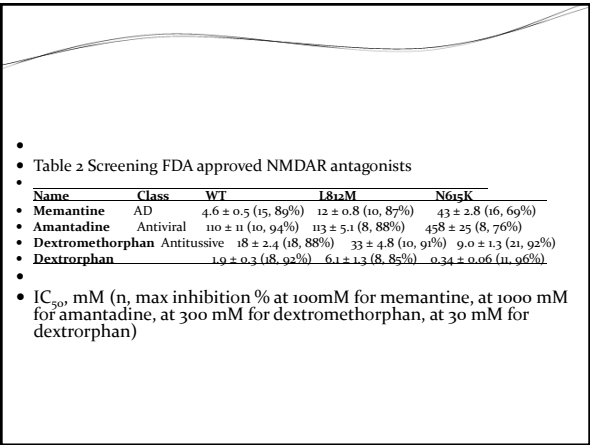 Table 2 Screening FDA approved NMDAR antagonists
Name Class WT L812M N615K
Memantine AD 4.6 ± 0.5 (15, 89%) 12 ± 0.8 (10, 87%) 43 ± 2.8 (16, 69%)
Amantadine Antiviral 110 ± 11 (10, 94%) 113 ± 5.1 (8, 88%) 458 ± 25 (8, 76%)
Dextromethorphan Antitussive 18 ± 2.4 (18, 88%) 33 ± 4.8 (10, 91%) 9.0 ± 1.3 (21, 92%)
Dextrorphan 1.9 ± 0.3 (18, 92%) 6.1 ± 1.3 (8, 85%) 0.34 ± 0.06 (11, 96%)
IC50, mM (n, max inhibition % at 100mM for memantine, at 1000 mM
for amantadine, at 300 mM for dextromethorphan, at 30 mM for
dextrorphan)